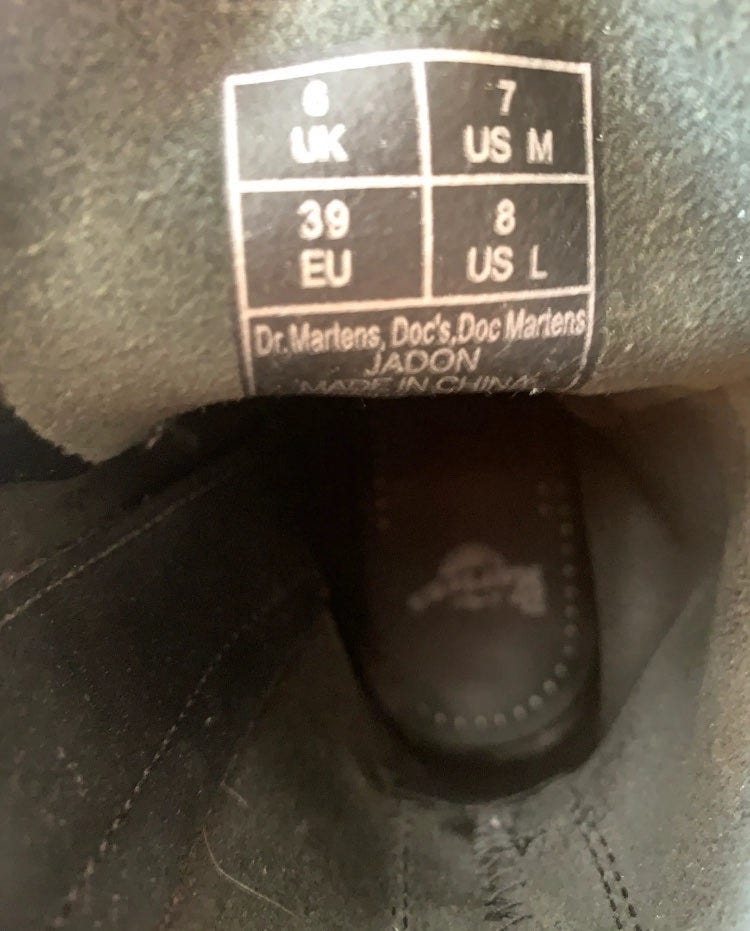 6 7
UK US M
39 8
EU US L
Dr.Martens, Doc's,Doc Martens
JADON
MADE IN CHINA